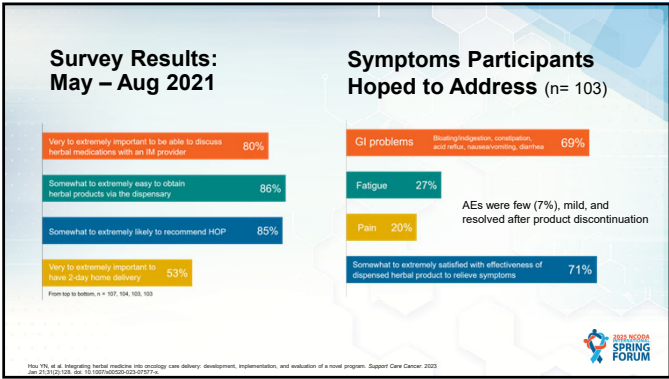 Survey Results:
May – Aug 2021
Very to extremely important to be able to discuss
herbal medications with an IM provider
80%
Somewhat to extremely easy to obtain
herbal products via the dispensary
86%
Somewhat to extremely likely to recommend HOP
85%
Very to extremely important to
have 2-day home delivery
53%
From top to bottom, n = 107, 104, 103, 103
Symptoms Participants
Hoped to Address (n= 103)
GI problems
Bloating/indigestion, constipation,
acid reflux, nausea/vomiting, diarrhea
69%
Fatigue 27%
Pain 20%
AEs were few (7%), mild, and
resolved after product discontinuation
Somewhat to extremely satisfied with effectiveness of
dispensed herbal product to relieve symptoms
71%
Hou YN, et al. Integrating herbal medicine into oncology care delivery: development, implementation, and evaluation of a novel program. Support Care Cancer. 2023
Jan 21;31(2):128. doi: 10.1007/s00520-023-07577-x.
2023 NCODA
INTERNATIONAL
SPRING
FORUM